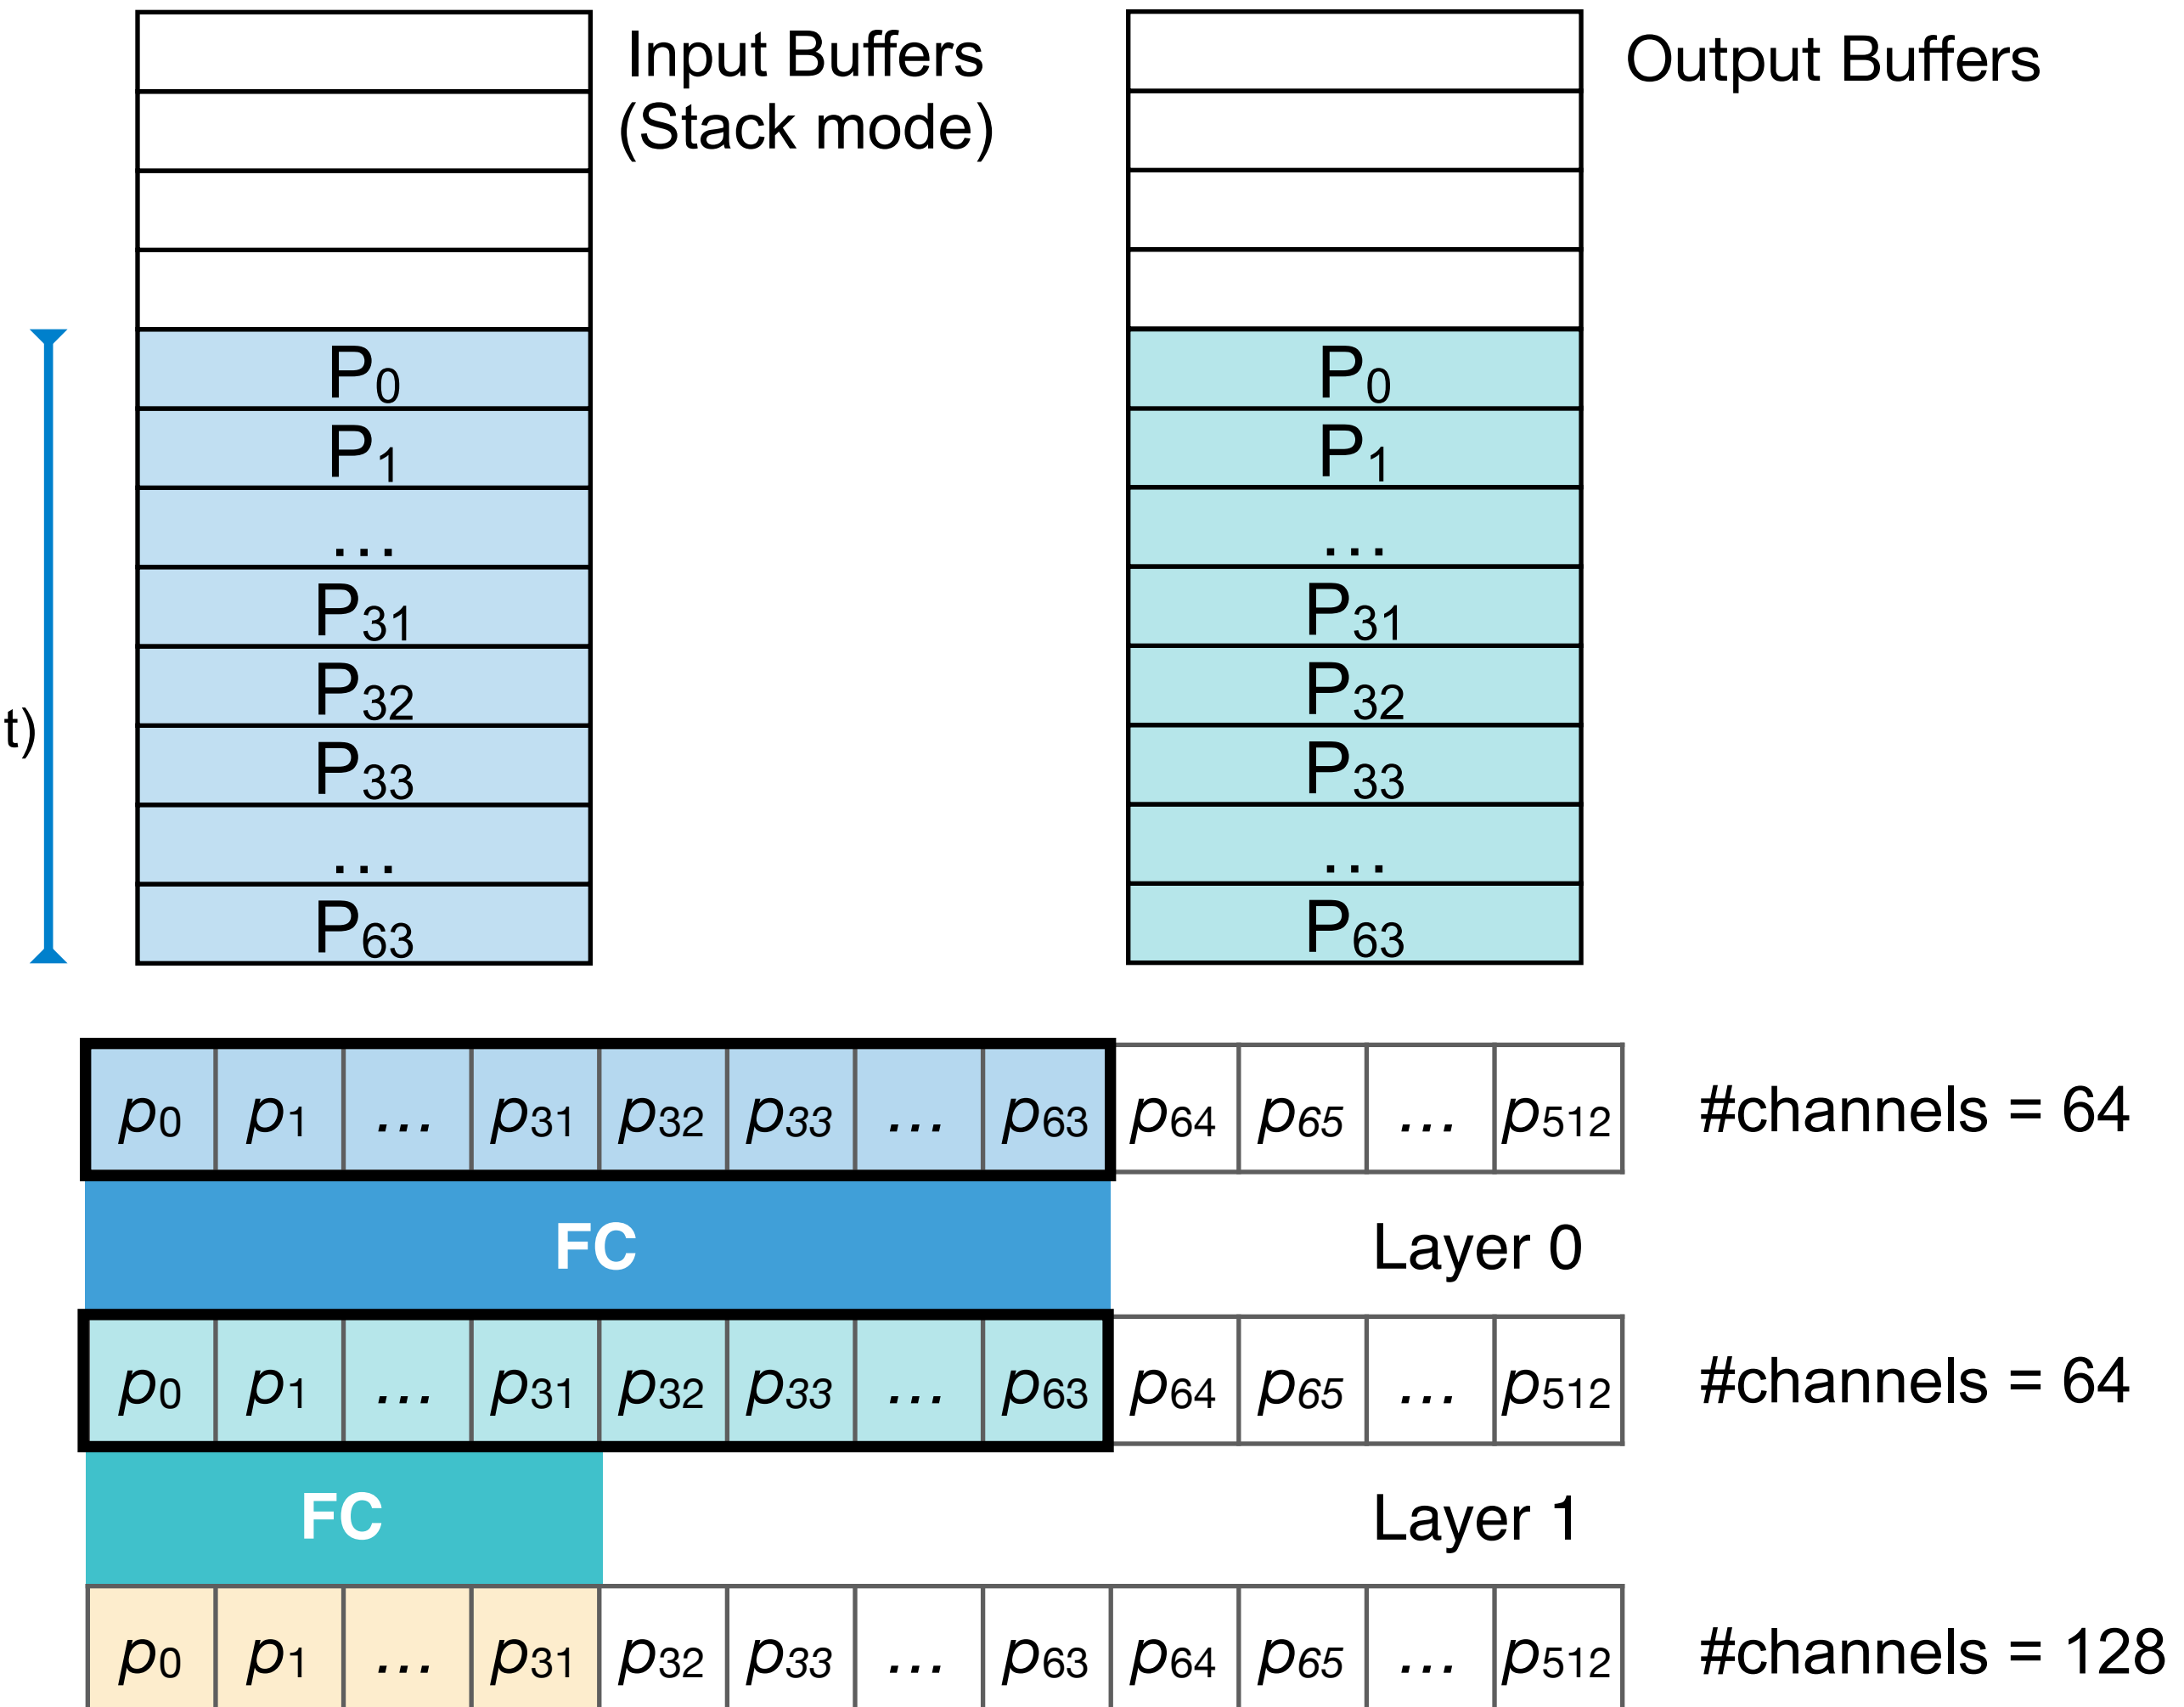 Input Buffers
(Stack mode)
Output Buffers
P0 P0
P1 P1
... ...
P31 P31
P32 P32
t)
P33 P33
... ...
P63 P63
p0 p1 ... p31 p32 p33 ... p63 p64 p65 ... p512 #channels = 64
FC Layer 0
p0 p1 ... p31 p32 p33 ... p63 p64 p65 ... p512 #channels = 64
FC Layer 1
p0 p1 ... p31 p32 p33 ... p63 p64 p65 ... p512 #channels = 128